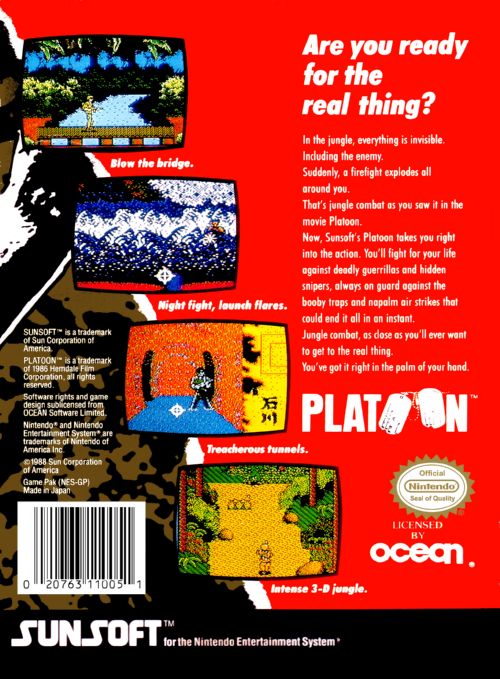 Are you ready
for the
real thing?
In the jungle, everything is invisible.
Including the enemy.
Suddenly, a firefight explodes all
around you.
That's jungle combat as you saw it in the
movie Platoon.
Now, Sunsoft's Platoon takes you right
into the action. You'll fight for your life
against deadly guerrillas and hidden
snipers, always on guard against the
booby traps and napalm air strikes that
could end it all in an instant.
Jungle combat, as close as you'll ever want
to get to the real thing.
You've got it right in the palm of your hand.
Blow the bridge.
Night fight, launch flares.
Treacherous tunnels.
Intense 3-D jungle.
SUNSOFT™ is a trademark
of Sun Corporation of
America.
PLATOON™ is a trademark
of 1986 Hemdale Film
Corporation, all rights
reserved.
Software rights and game
design sublicensed from
OCEAN Software Limited.
Nintendo® and Nintendo
Entertainment System® are
trademarks of Nintendo of
America Inc.
©1988 Sun Corporation
of America
Game Pak (NES-GP)
Made in Japan
0 20763 11005 1
PLATOON™
Official
Nintendo
Seal of Quality
LICENSED
BY
ocean®
SUNSOFT™ for the Nintendo Entertainment System®